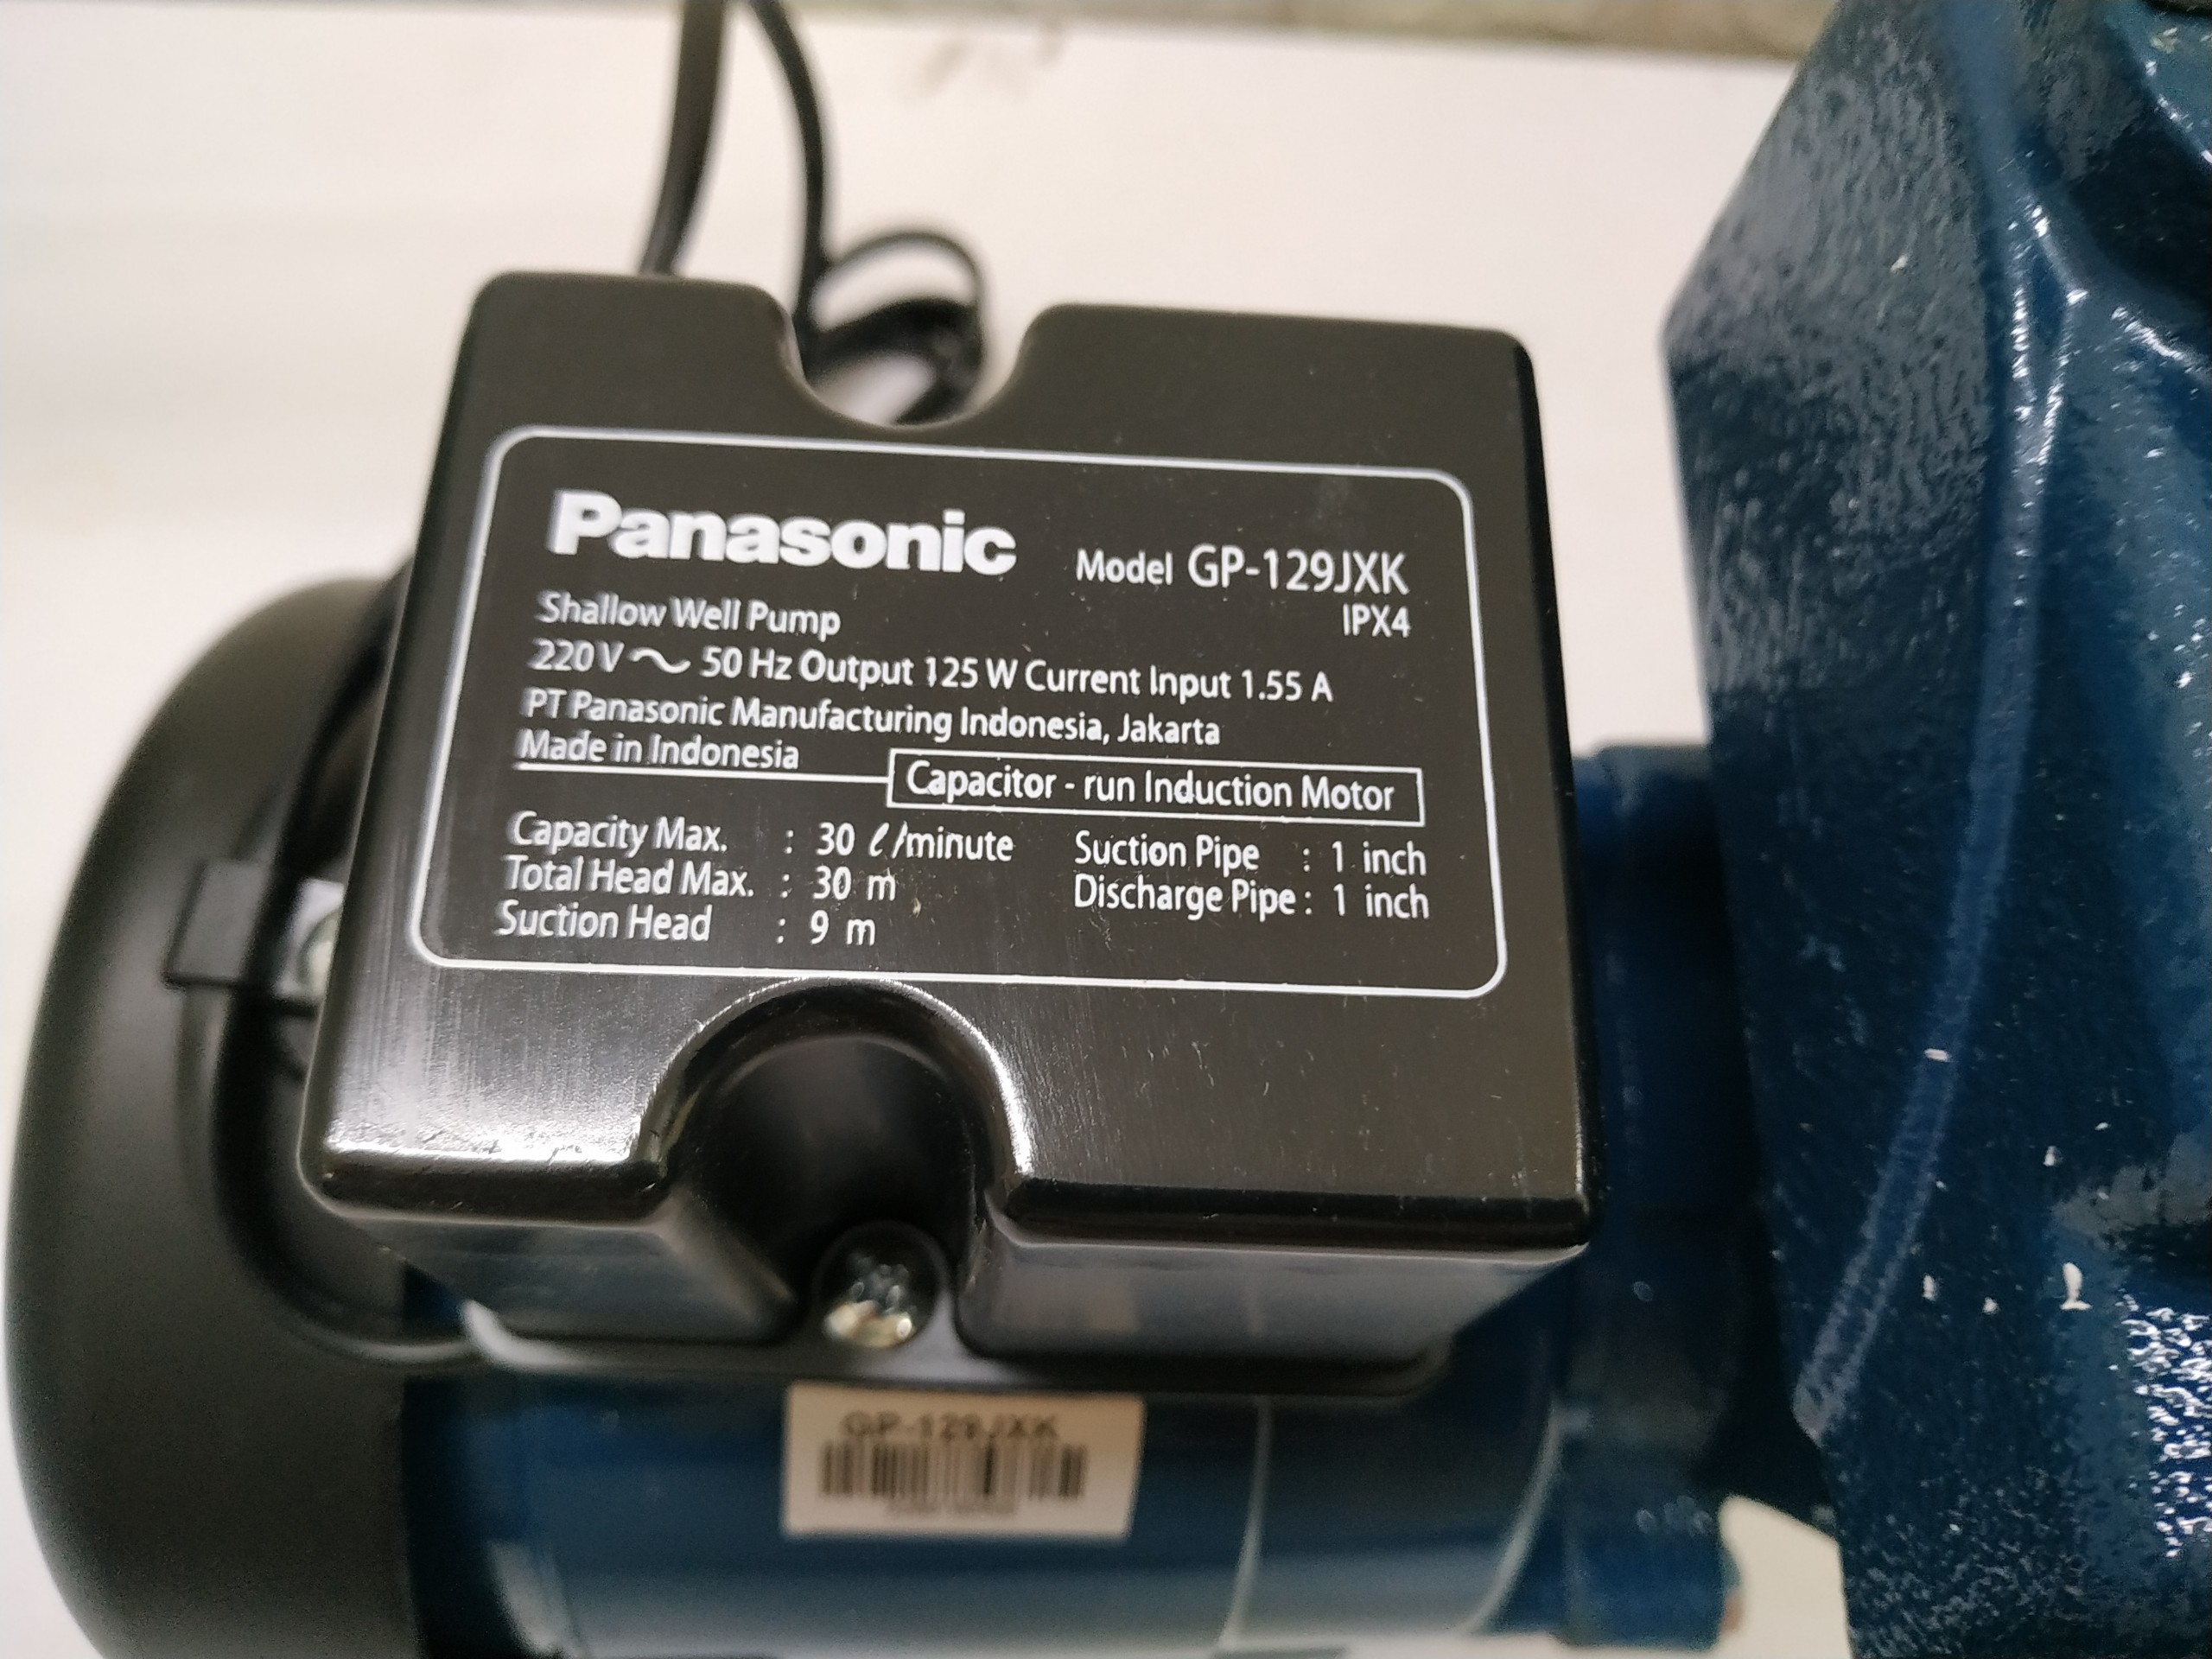 Panasonic Model GP-129JXK
Shallow Well Pump IPX4
220 V ~ 50 Hz Output 125 W Current Input 1.55 A
PT Panasonic Manufacturing Indonesia, Jakarta
Made in Indonesia
Capacitor - run Induction Motor
Capacity Max. : 30 ℓ/minute
Total Head Max. : 30 m
Suction Head : 9 m
Suction Pipe : 1 inch
Discharge Pipe : 1 inch
GP-129JXK